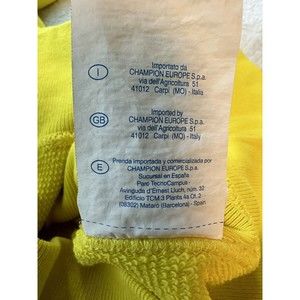 I
Importato da
CHAMPION EUROPE S.p.a.
via dell'Agricoltura 51
41012 Carpi (MO) - Italia
GB
Imported by
CHAMPION EUROPE S.p.a.
via dell'Agricoltura 51
41012 Carpi (MO) - Italy
E
Prenda importada y comercializada por
CHAMPION EUROPE S.p.a.
Sucursal en España
Parc TecnoCampus
Avinguda d'Ernest Lluch, núm. 32
Edificio TCM 3 Planta 4a Of. 2
(08302) Mataró (Barcelona) - Spain